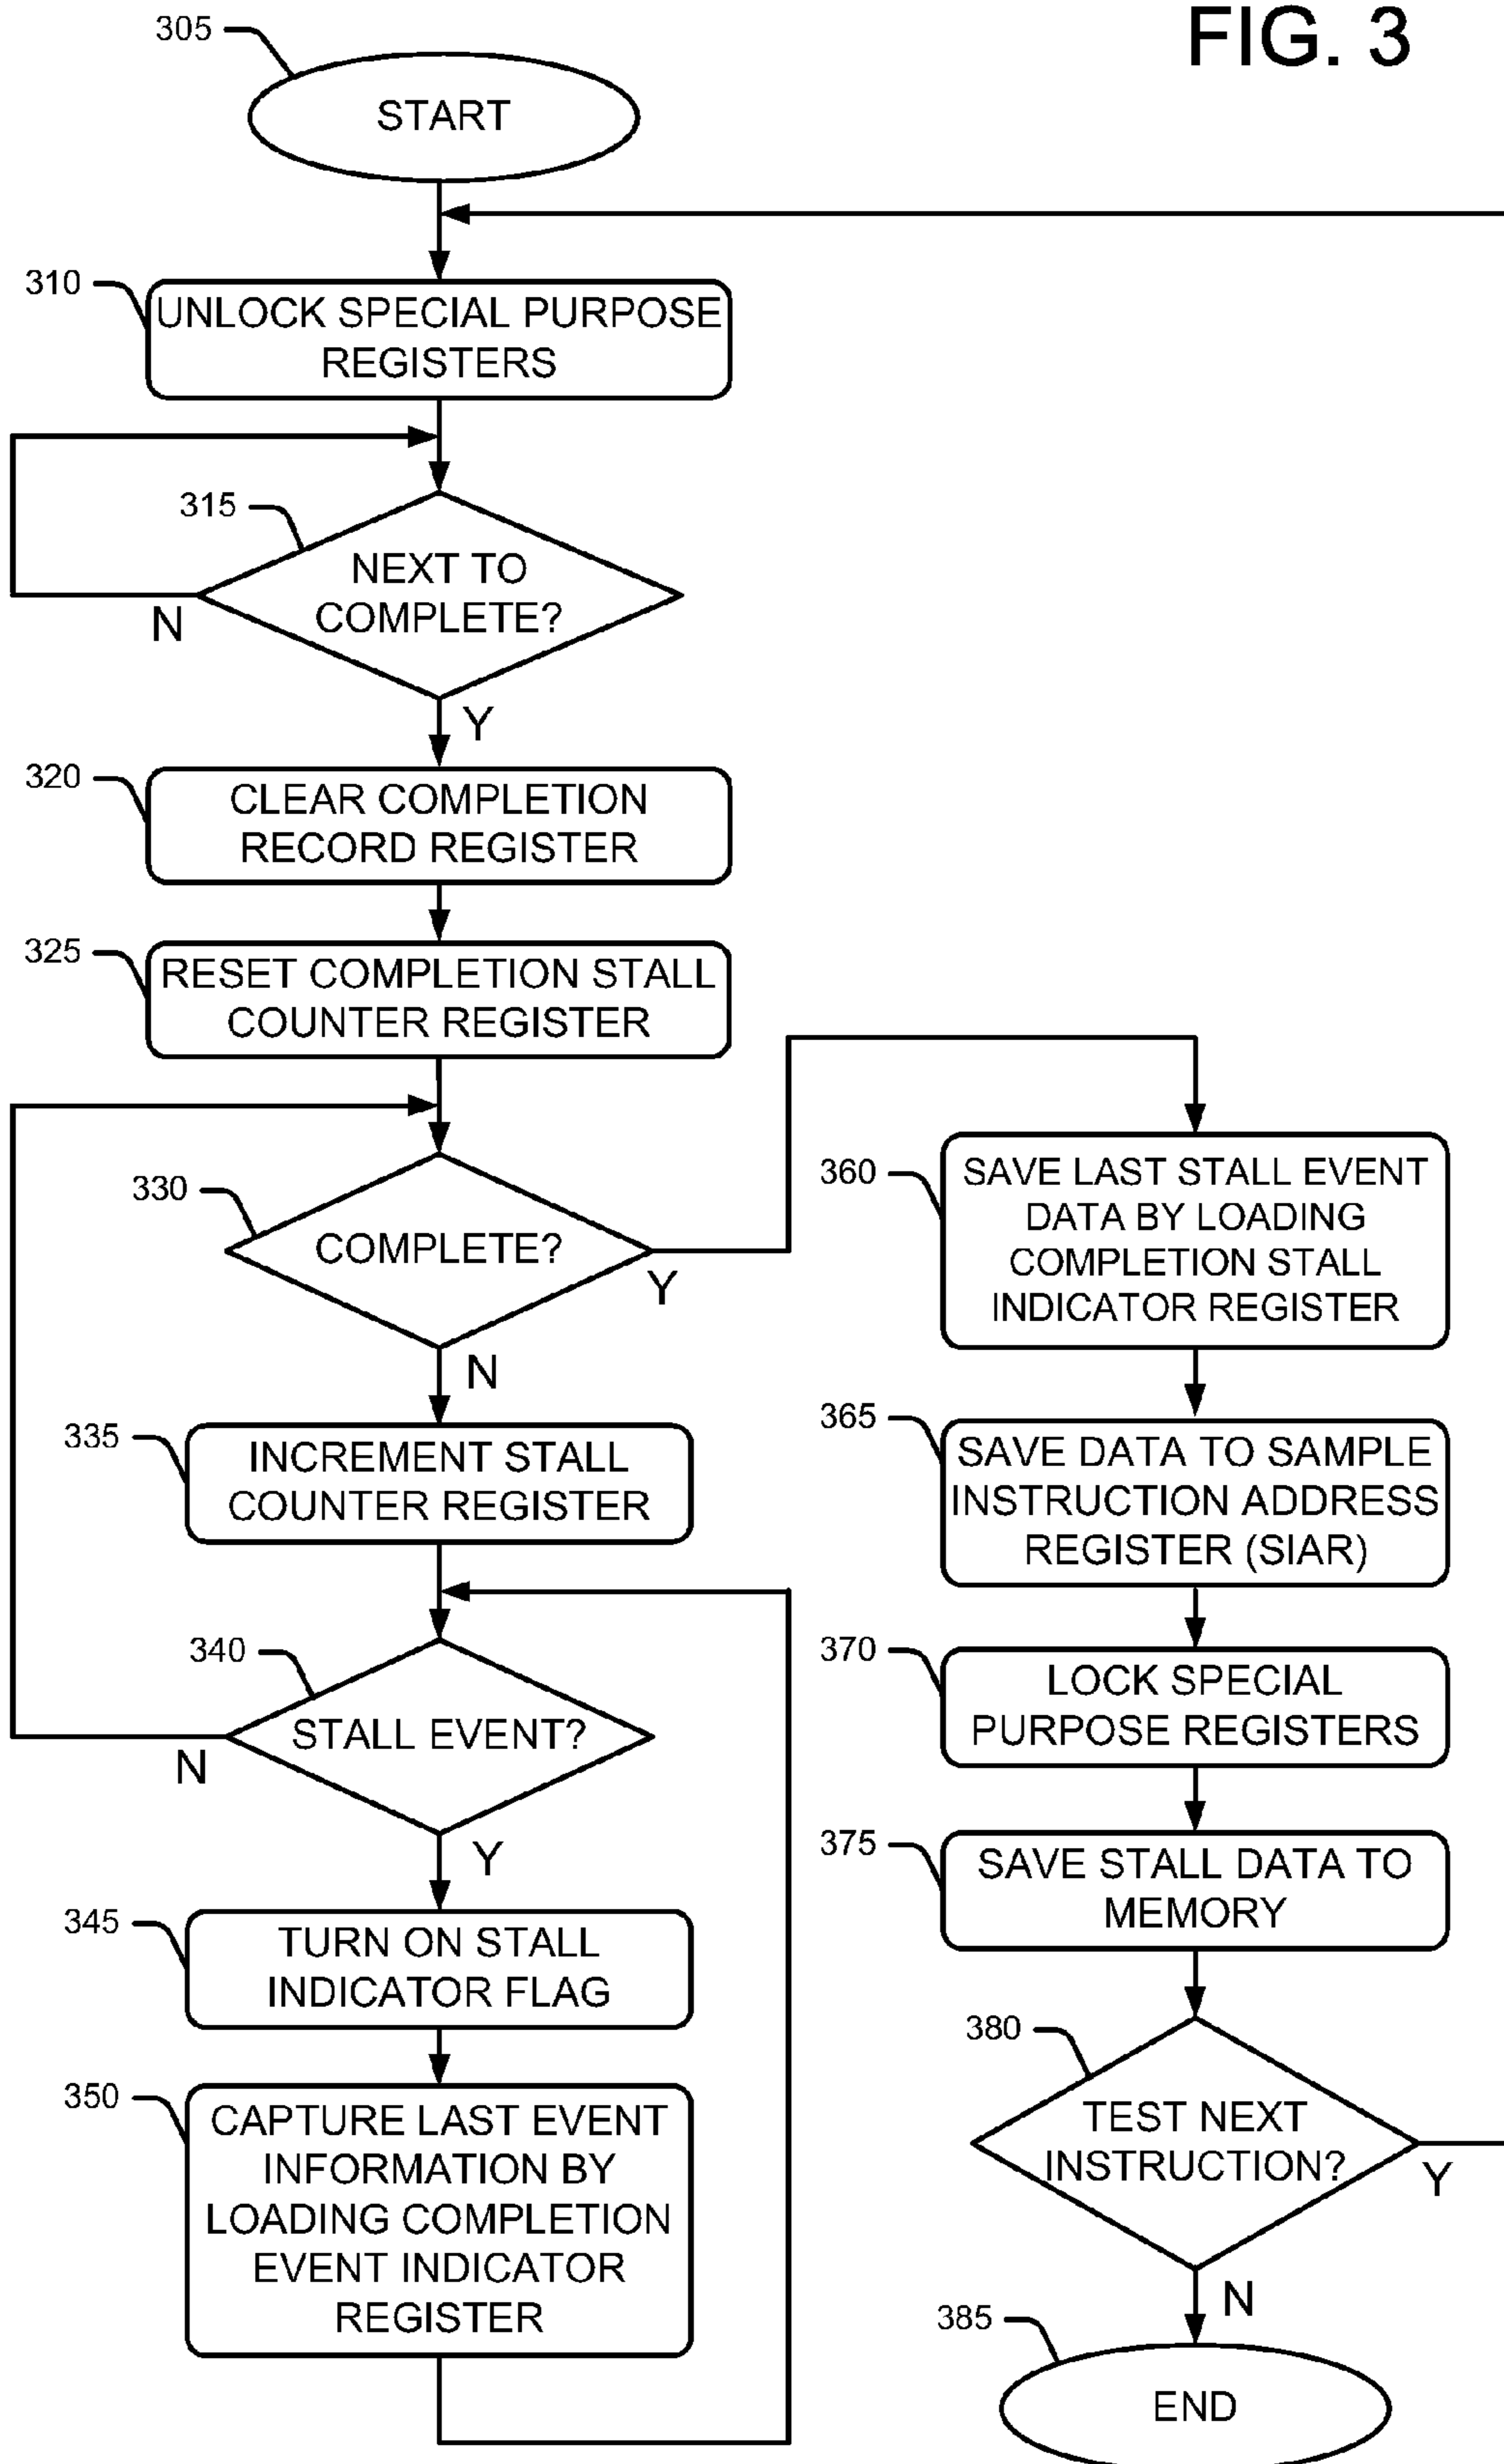 FIG. 3
305
START
310
UNLOCK SPECIAL PURPOSE
REGISTERS
315
NEXT TO
COMPLETE?
N
Y
320
CLEAR COMPLETION
RECORD REGISTER
325
RESET COMPLETION STALL
COUNTER REGISTER
330
COMPLETE?
Y
N
335
INCREMENT STALL
COUNTER REGISTER
340
STALL EVENT?
N
Y
345
TURN ON STALL
INDICATOR FLAG
350
CAPTURE LAST EVENT
INFORMATION BY
LOADING COMPLETION
EVENT INDICATOR
REGISTER
360
SAVE LAST STALL EVENT
DATA BY LOADING
COMPLETION STALL
INDICATOR REGISTER
365
SAVE DATA TO SAMPLE
INSTRUCTION ADDRESS
REGISTER (SIAR)
370
LOCK SPECIAL
PURPOSE REGISTERS
375
SAVE STALL DATA TO
MEMORY
380
TEST NEXT
INSTRUCTION?
Y
N
385
END